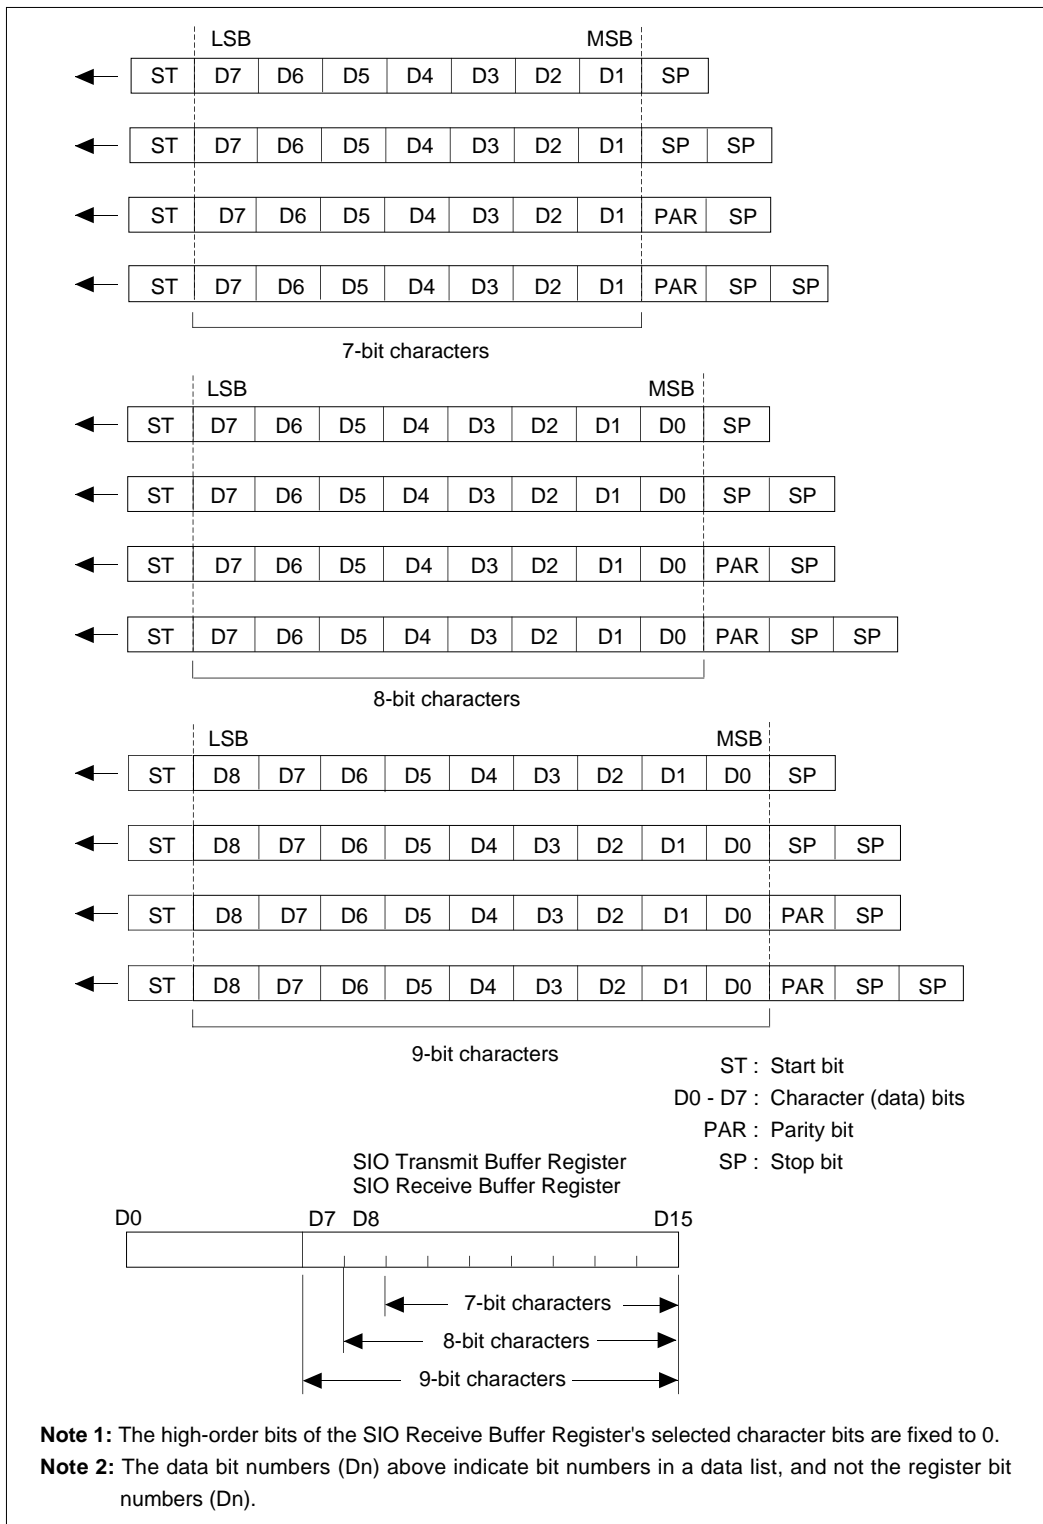 LSB MSB
ST D7 D6 D5 D4 D3 D2 D1 SP
ST D7 D6 D5 D4 D3 D2 D1 SP SP
ST D7 D6 D5 D4 D3 D2 D1 PAR SP
ST D7 D6 D5 D4 D3 D2 D1 PAR SP SP
7-bit characters
LSB MSB
ST D7 D6 D5 D4 D3 D2 D1 D0 SP
ST D7 D6 D5 D4 D3 D2 D1 D0 SP SP
ST D7 D6 D5 D4 D3 D2 D1 D0 PAR SP
ST D7 D6 D5 D4 D3 D2 D1 D0 PAR SP SP
8-bit characters
LSB MSB
ST D8 D7 D6 D5 D4 D3 D2 D1 D0 SP
ST D8 D7 D6 D5 D4 D3 D2 D1 D0 SP SP
ST D8 D7 D6 D5 D4 D3 D2 D1 D0 PAR SP
ST D8 D7 D6 D5 D4 D3 D2 D1 D0 PAR SP SP
9-bit characters
ST : Start bit
D0 - D7 : Character (data) bits
PAR : Parity bit
SP : Stop bit
SIO Transmit Buffer Register
SIO Receive Buffer Register
D0 D7 D8 D15
7-bit characters
8-bit characters
9-bit characters
Note 1: The high-order bits of the SIO Receive Buffer Register's selected character bits are fixed to 0.
Note 2: The data bit numbers (Dn) above indicate bit numbers in a data list, and not the register bit
numbers (Dn).